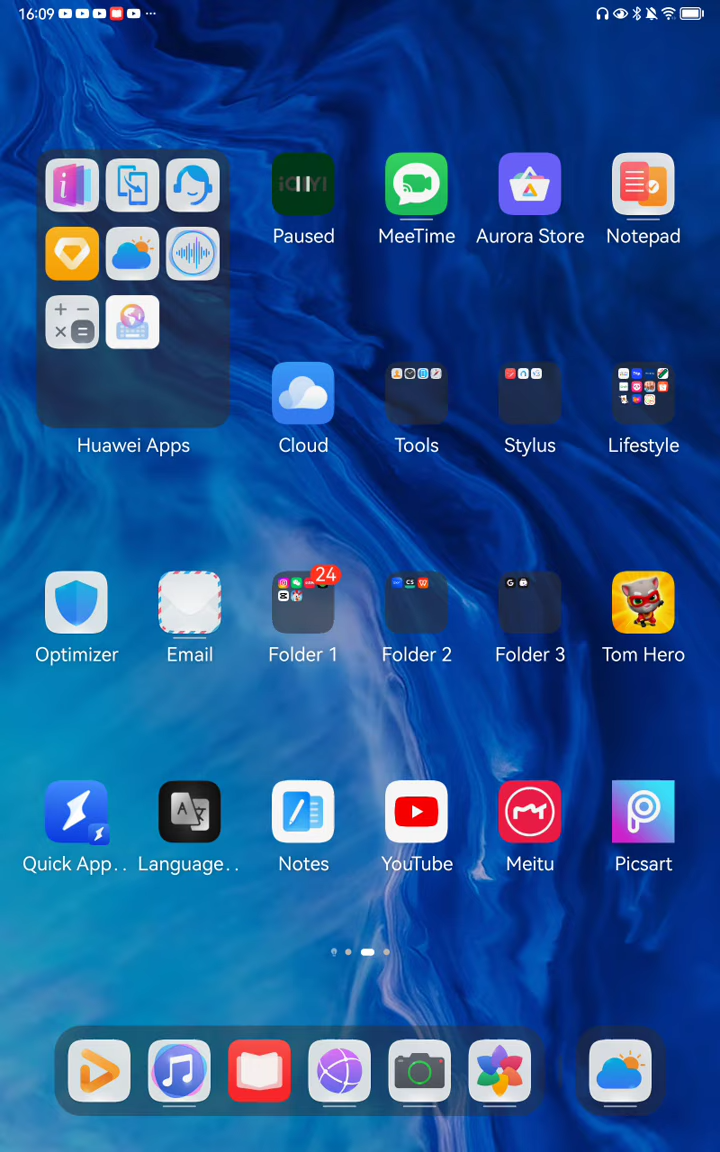 16:09
Paused
MeeTime
Aurora Store
Notepad
Huawei Apps
Cloud
Tools
Stylus
Lifestyle
24
Optimizer
Email
Folder 1
Folder 2
Folder 3
Tom Hero
Quick App..
Language..
Notes
YouTube
Meitu
Picsart